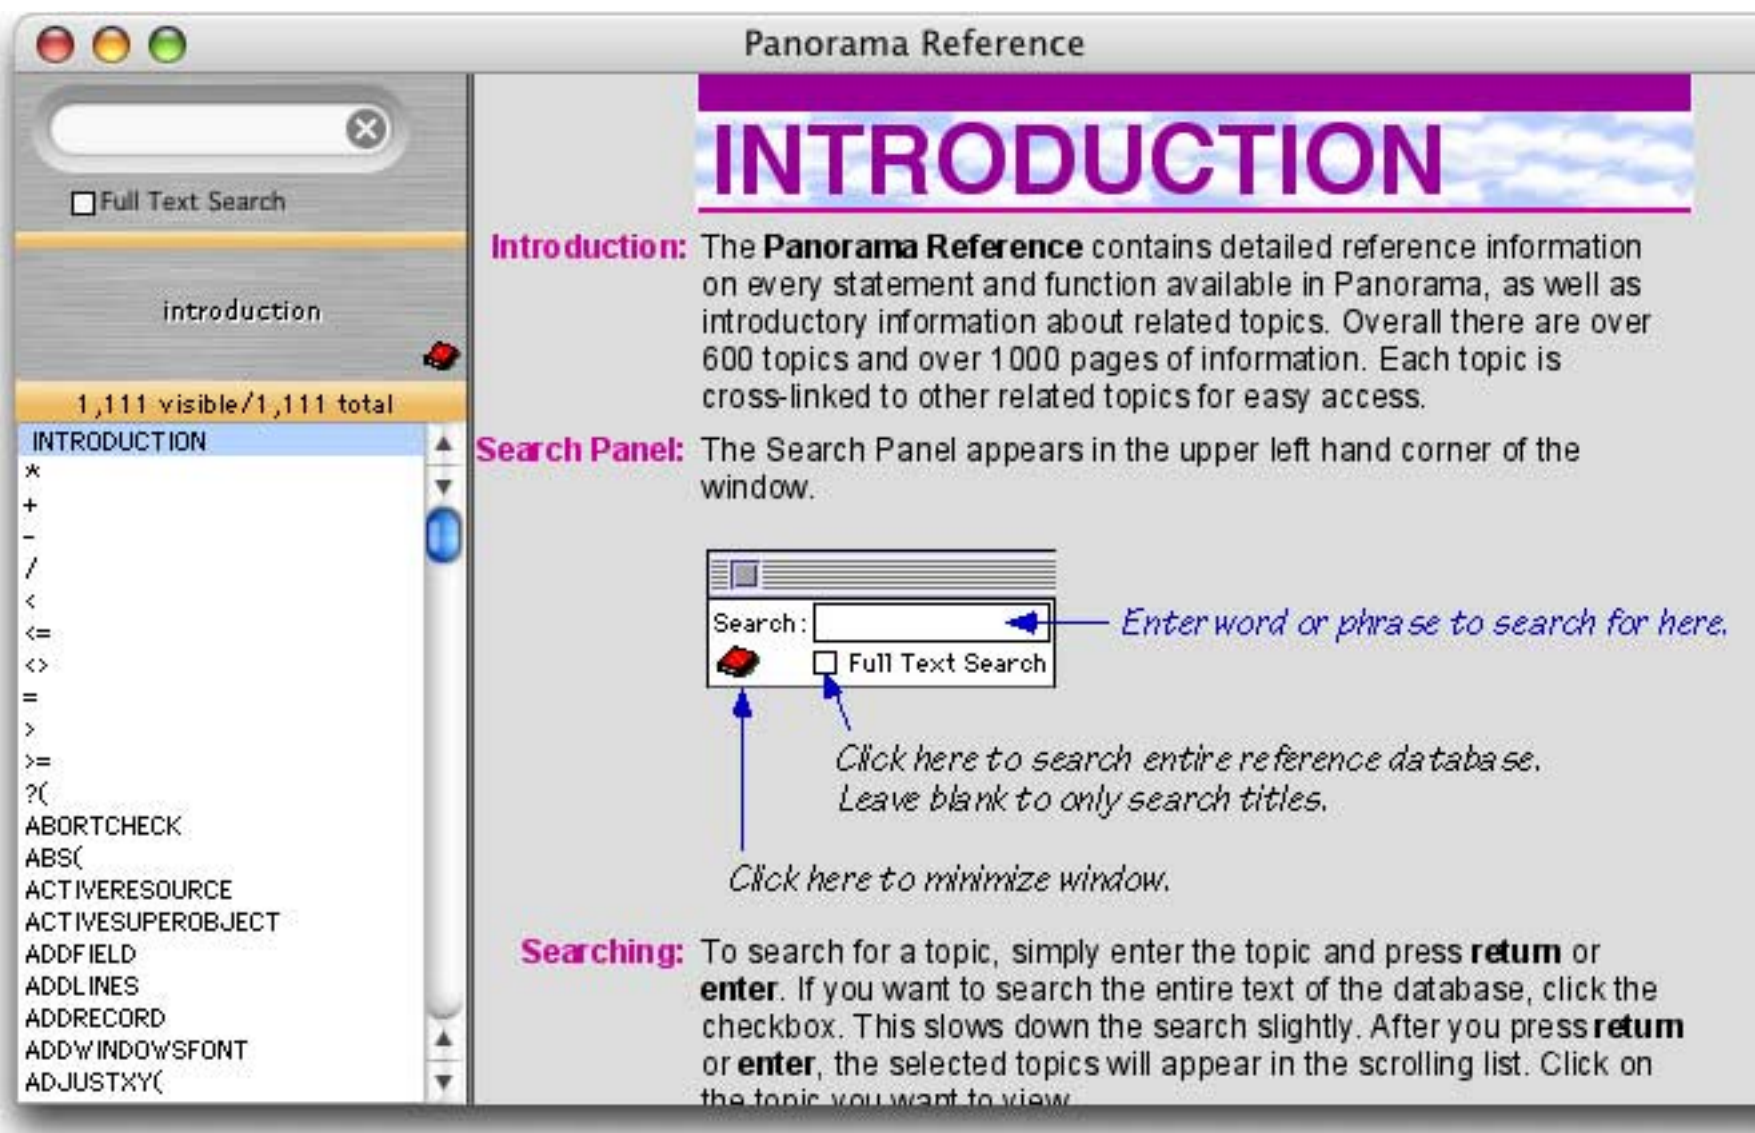 Panorama Reference
Full Text Search
introduction
1,111 visible/1,111 total
INTRODUCTION
*
+
-
/
<
<=
<>
=
>
>=
?(
ABORTCHECK
ABS(
ACTIVERESOURCE
ACTIVESUPEROBJECT
ADDFIELD
ADDLINES
ADDRECORD
ADDWINDOWSFONT
ADJUSTXY(
INTRODUCTION
Introduction: The Panorama Reference contains detailed reference information
on every statement and function available in Panorama, as well as
introductory information about related topics. Overall there are over
600 topics and over 1000 pages of information. Each topic is
cross-linked to other related topics for easy access.
Search Panel: The Search Panel appears in the upper left hand corner of the
window.
Search: Enter word or phrase to search for here.
Full Text Search
Click here to search entire reference database.
Leave blank to only search titles.
Click here to minimize window.
Searching: To search for a topic, simply enter the topic and press return or
enter. If you want to search the entire text of the database, click the
checkbox. This slows down the search slightly. After you press return
or enter, the selected topics will appear in the scrolling list. Click on
the topic you want to view.